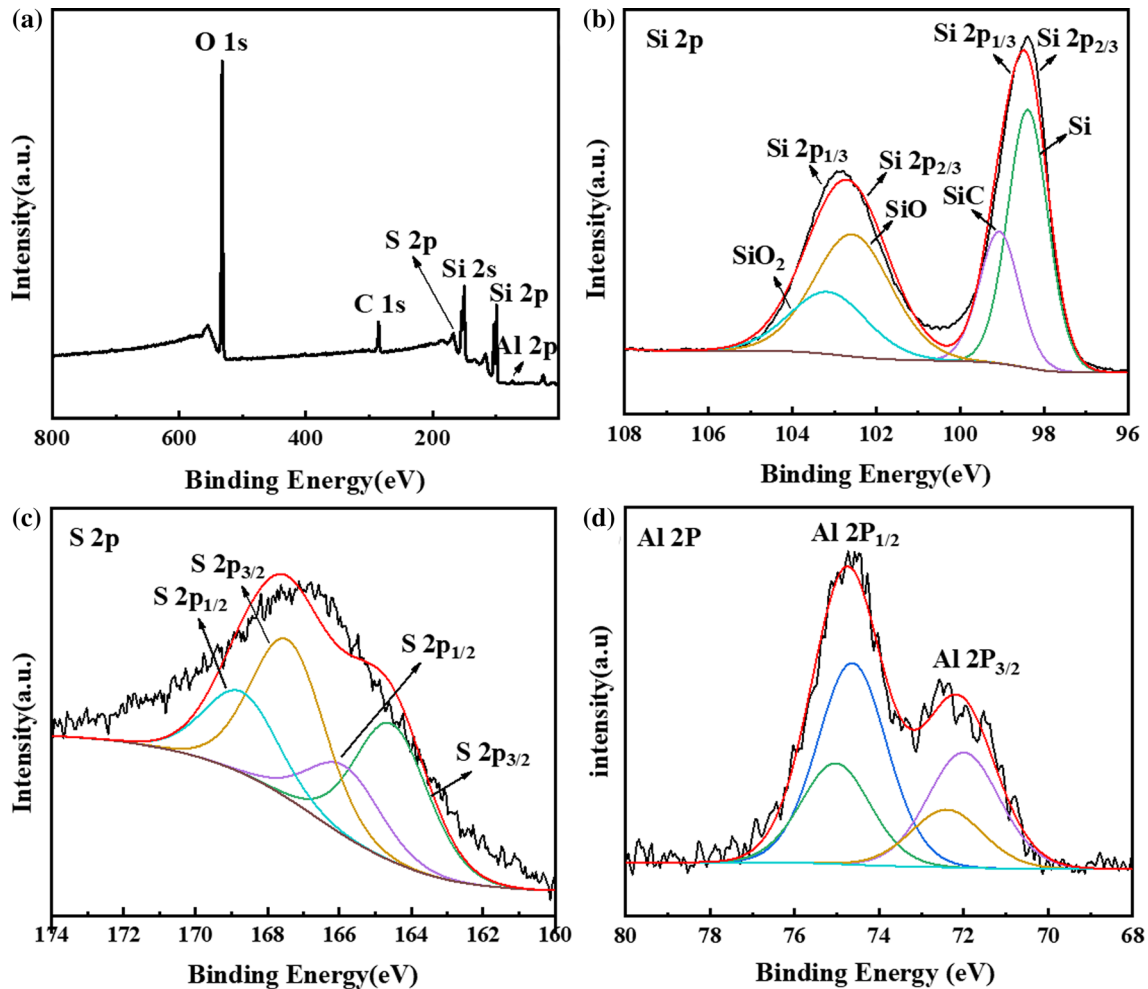 (a)
O 1s
S 2p
Si 2s
C 1s
Si 2p
Al 2p
Intensity(a.u.)
800 600 400 200
Binding Energy(eV)
(b)
Si 2p
Si 2p1/3 Si 2p2/3
Si
Si 2p1/3 Si 2p2/3
SiC
SiO
SiO2
Intensity(a.u.)
108 106 104 102 100 98 96
Binding Energy(eV)
(c)
S 2p
S 2p3/2
S 2p1/2
S 2p1/2
S 2p3/2
Intensity(a.u.)
174 172 170 168 166 164 162 160
Binding Energy(eV)
(d)
Al 2P
Al 2P1/2
Al 2P3/2
intensity(a.u)
80 78 76 74 72 70 68
Binding Energy (eV)